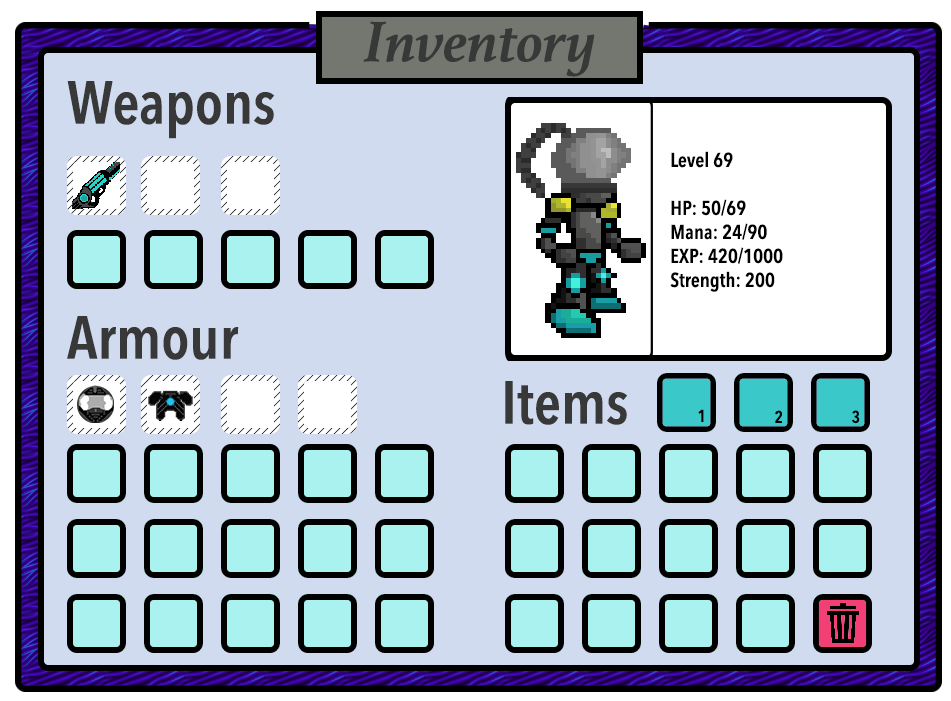 Inventory
Weapons
Level 69
HP: 50/69
Mana: 24/90
EXP: 420/1000
Strength: 200
Armour
Items
1
2
3